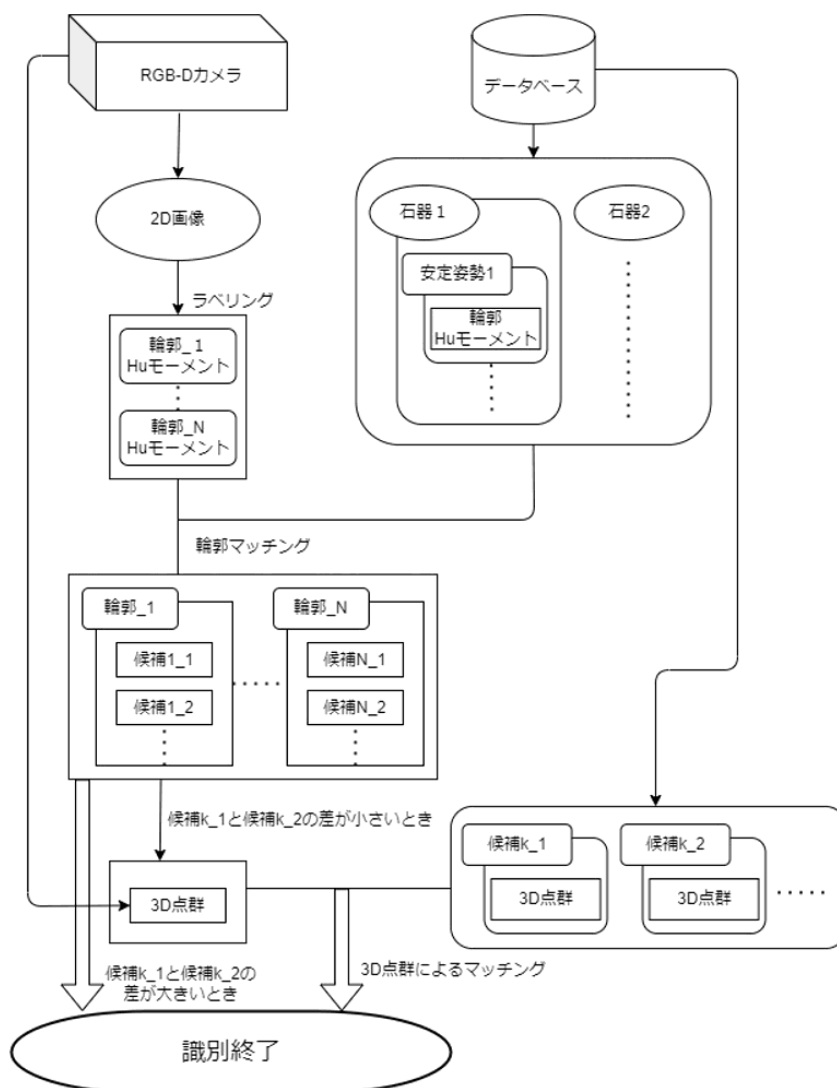 RGB-Dカメラ
データベース
2D画像
石器１
石器2
安定姿勢1
輪郭
Huモーメント
ラベリング
輪郭_１
Huモーメント
輪郭_N
Huモーメント
輪郭マッチング
輪郭_1
輪郭_N
候補1_1
候補N_1
候補1_2
候補N_2
候補k_1と候補k_2の差が小さいとき
候補k_1
候補k_2
3D点群
3D点群
3D点群
候補k_1と候補k_2の
差が大きいとき
3D点群によるマッチング
識別終了